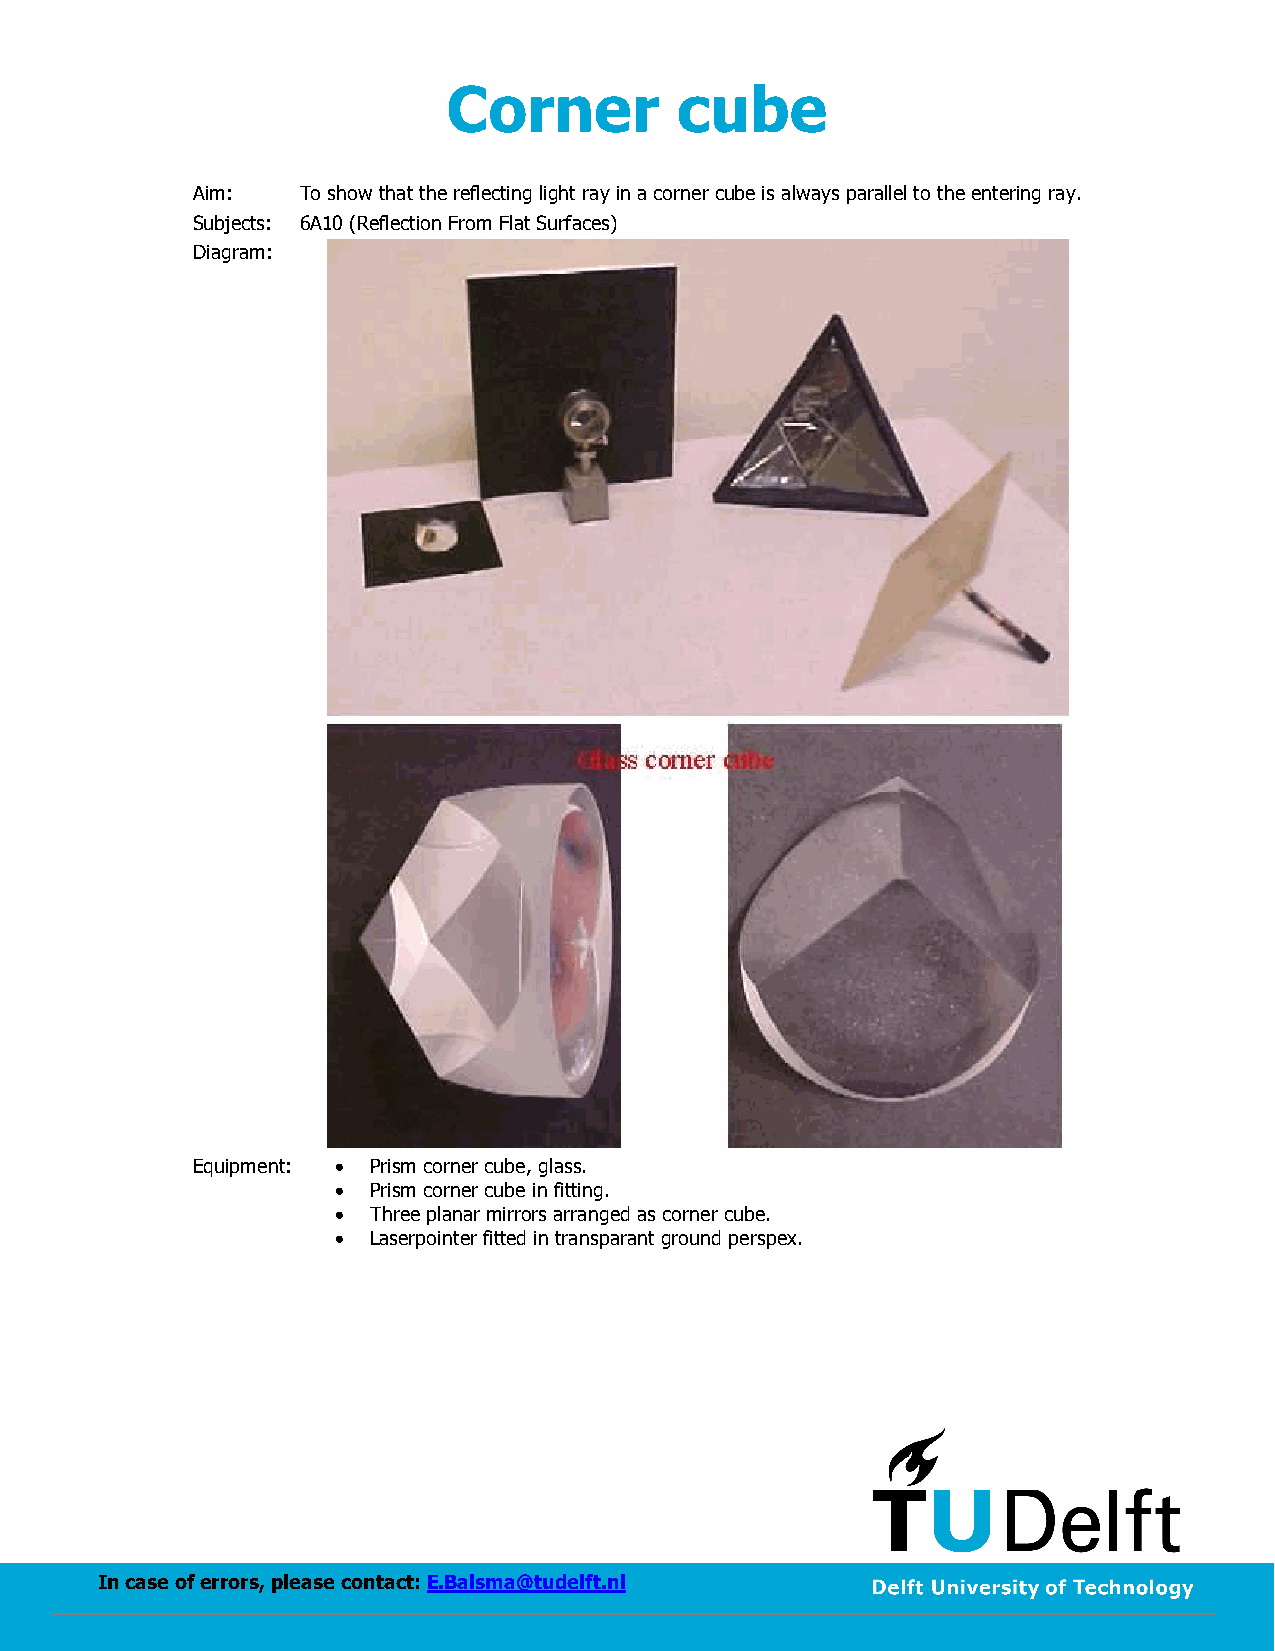 Corner cube
Aim: To show that the reflecting light ray in a corner cube is always parallel to the entering ray.
Subjects: 6A10 (Reflection From Flat Surfaces)
Diagram:
Glass corner cube
Equipment: • Prism corner cube, glass.
• Prism corner cube in fitting.
• Three planar mirrors arranged as corner cube.
• Laserpointer fitted in transparant ground perspex.
TUDelft
In case of errors, please contact: E.Balsma@tudelft.nl
Delft University of Technology